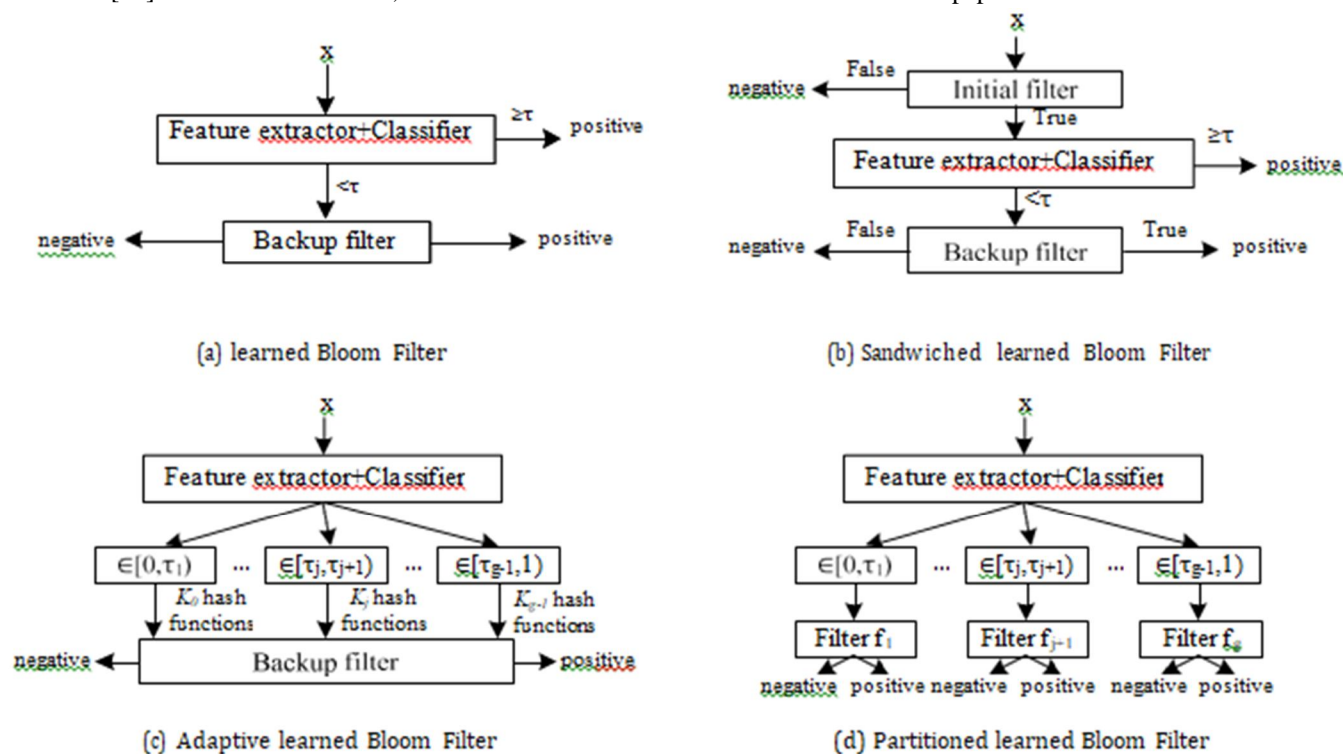 X
Feature extractor+Classifier
≥τ
positive
<τ
negative
Backup filter
positive
(a) learned Bloom Filter
X
False
negative
Initial filter
True
Feature extractor+Classifier
≥τ
positive
<τ
False
True
negative
Backup filter
positive
(b) Sandwiched learned Bloom Filter
X
Feature extractor+Classifier
∈[0,τ1) ... ∈[τj,τj+1) ... ∈[τg-1,1)
K0 hash functions
Kj hash functions
Kg-1 hash functions
negative
Backup filter
positive
(c) Adaptive learned Bloom Filter
X
Feature extractor+Classifier
∈[0,τ1) ... ∈[τj,τj+1) ... ∈[τg-1,1)
Filter f1
Filter fj+1
Filter fg
negative positive negative positive negative positive
(d) Partitioned learned Bloom Filter